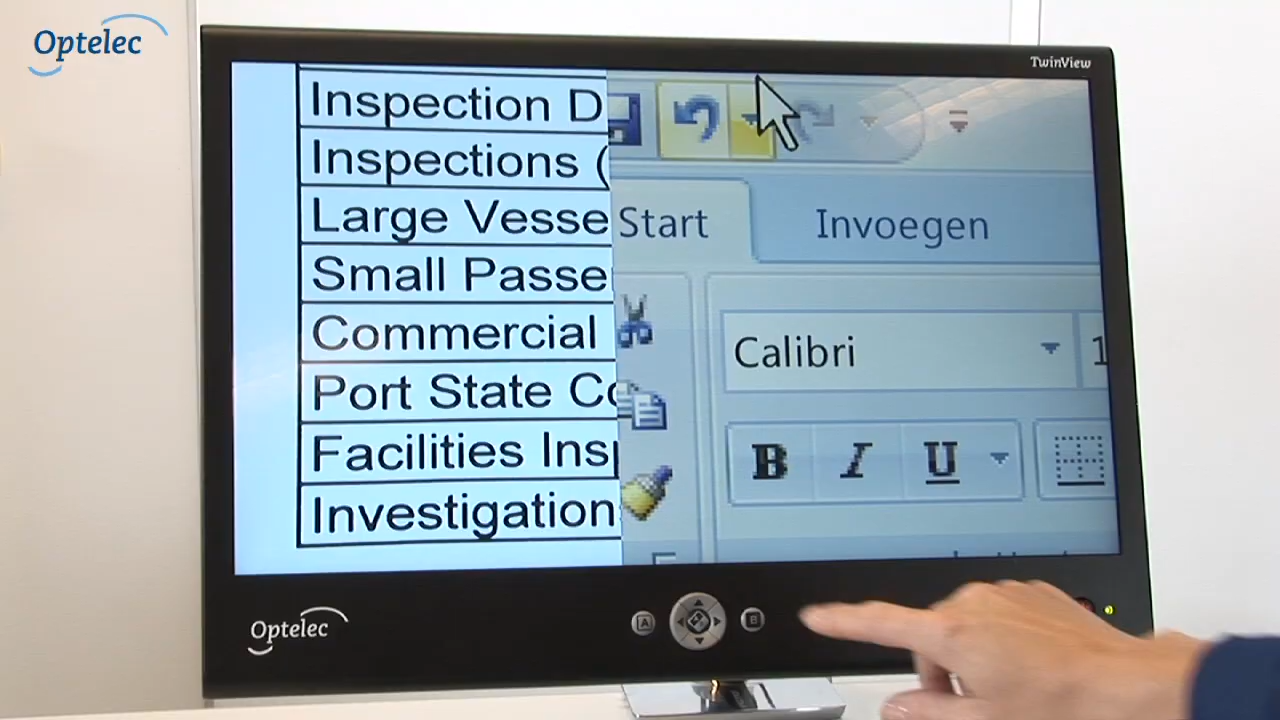 Optelec
TwinView
Inspection D
Inspections (
Large Vesse
Small Passe
Commercial
Port State Co
Facilities Insp
Investigation
Start Invoegen
Calibri 1
B I U
Optelec
A B